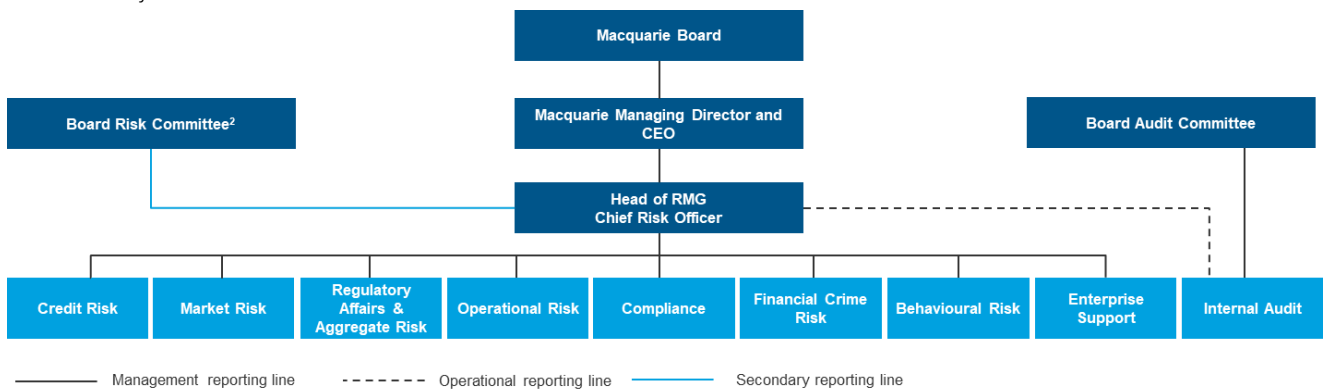 Macquarie Board
Board Risk Committee²
Macquarie Managing Director and
CEO
Board Audit Committee
Head of RMG
Chief Risk Officer
Credit Risk
Market Risk
Regulatory
Affairs &
Aggregate Risk
Operational Risk
Compliance
Financial Crime
Risk
Behavioural Risk
Enterprise
Support
Internal Audit
Management reporting line
Operational reporting line
Secondary reporting line